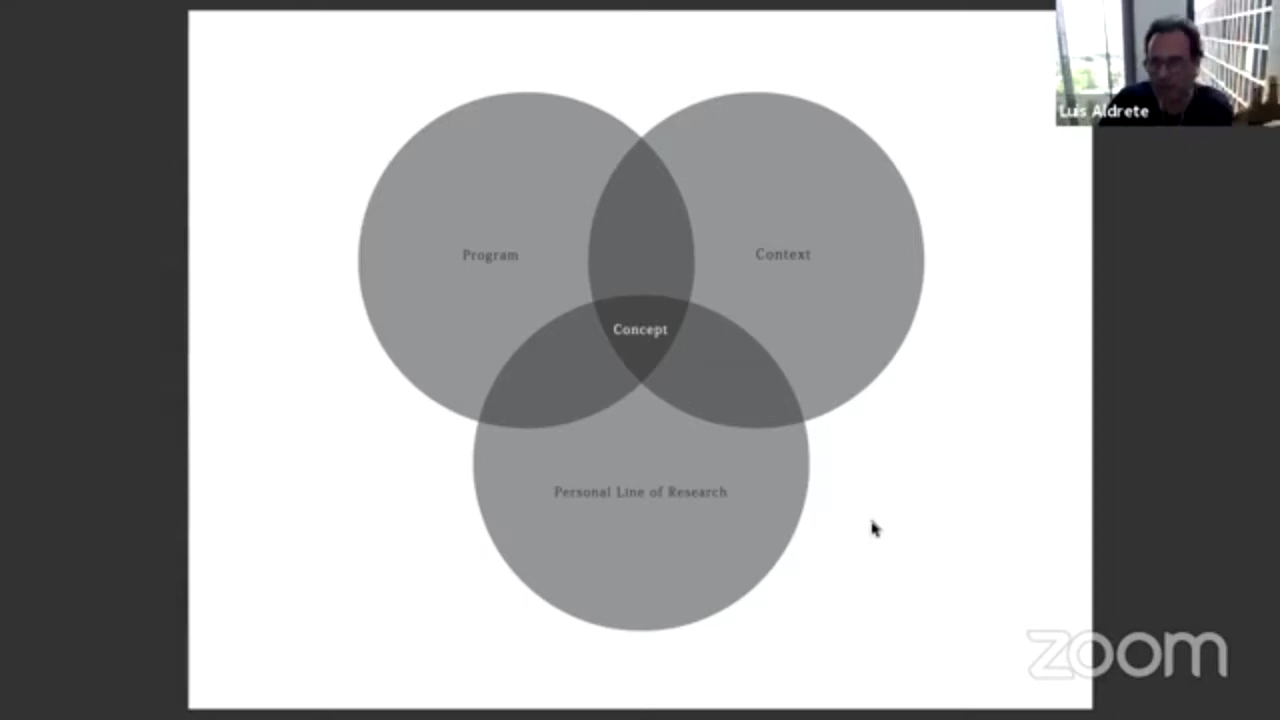 Luis Aldrete
Program
Context
Concept
Personal Line of Research
zoom